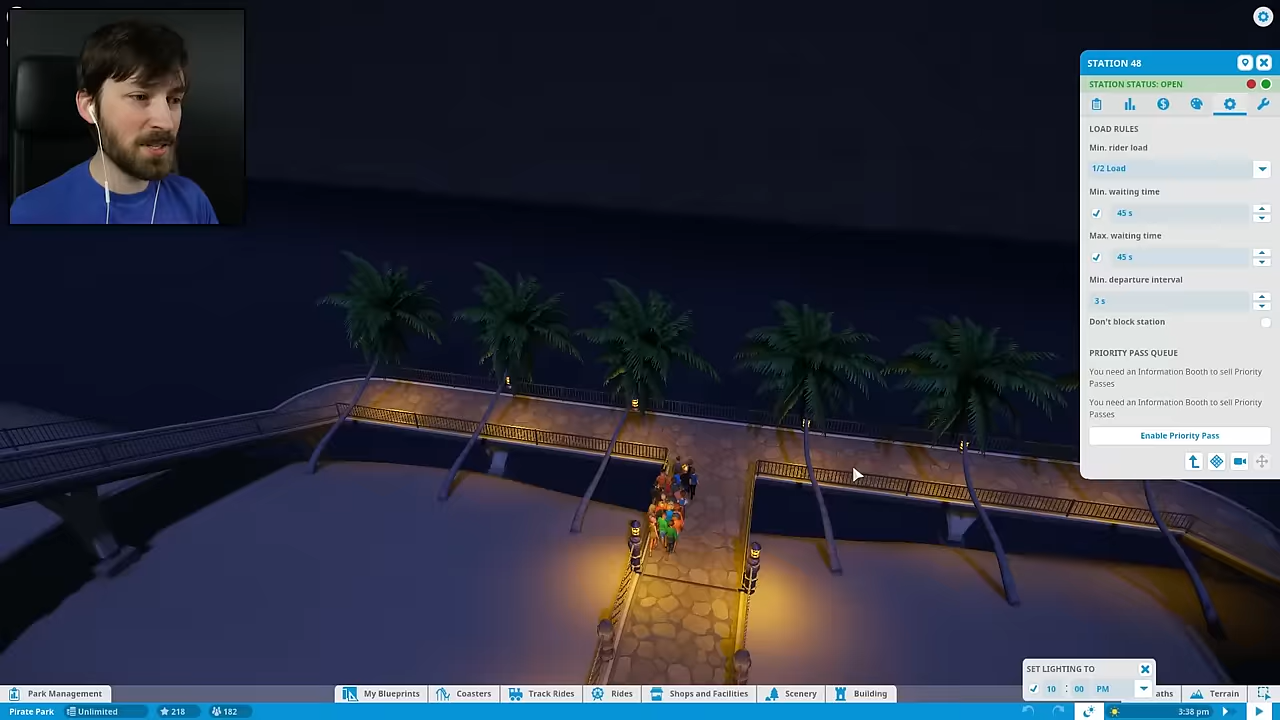 STATION 48
STATION STATUS: OPEN
LOAD RULES
Min. rider load
1/2 Load
Min. waiting time
45 s
Max. waiting time
45 s
Min. departure interval
3 s
Don't block station
PRIORITY PASS QUEUE
You need an Information Booth to sell Priority
Passes
You need an Information Booth to sell Priority
Passes
Enable Priority Pass
SET LIGHTING TO
10 : 00 PM
Park Management
My Blueprints
Coasters
Track Rides
Rides
Shops and Facilities
Scenery
Building
aths
Terrain
Pirate Park
Unlimited
218
182
3:38 pm